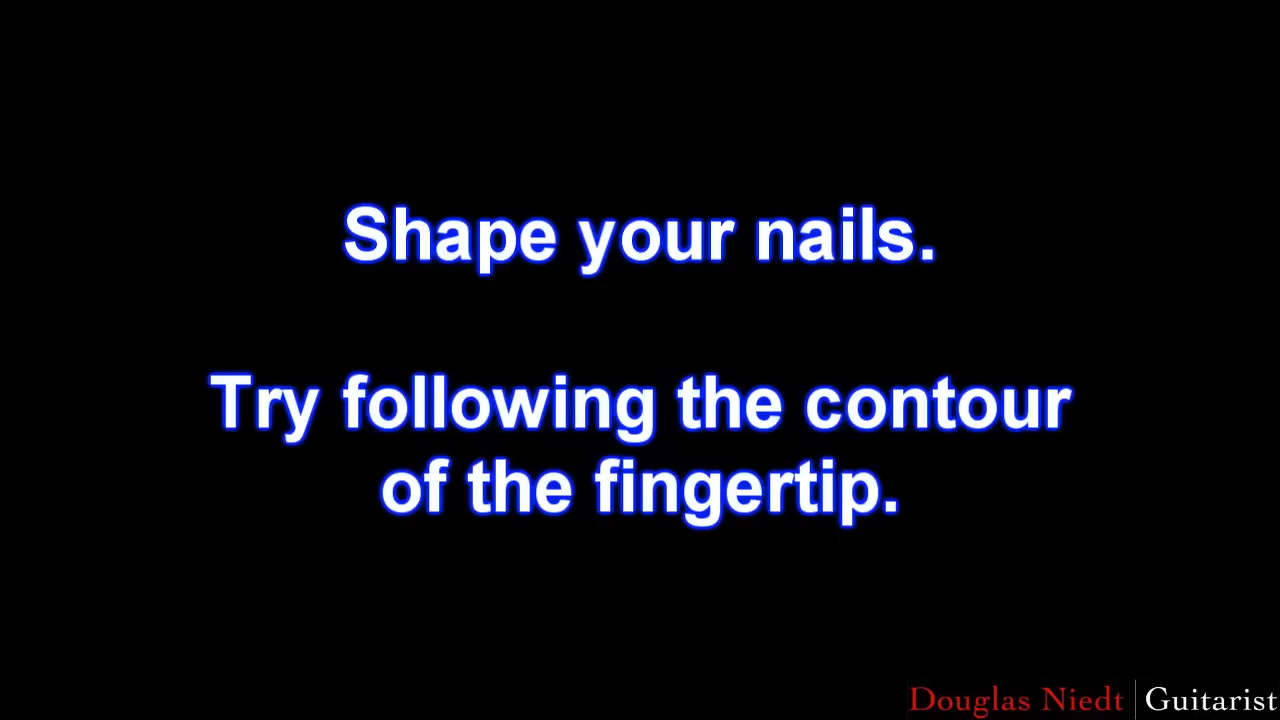 Shape your nails.
Try following the contour
of the fingertip.
Douglas Niedt | Guitarist